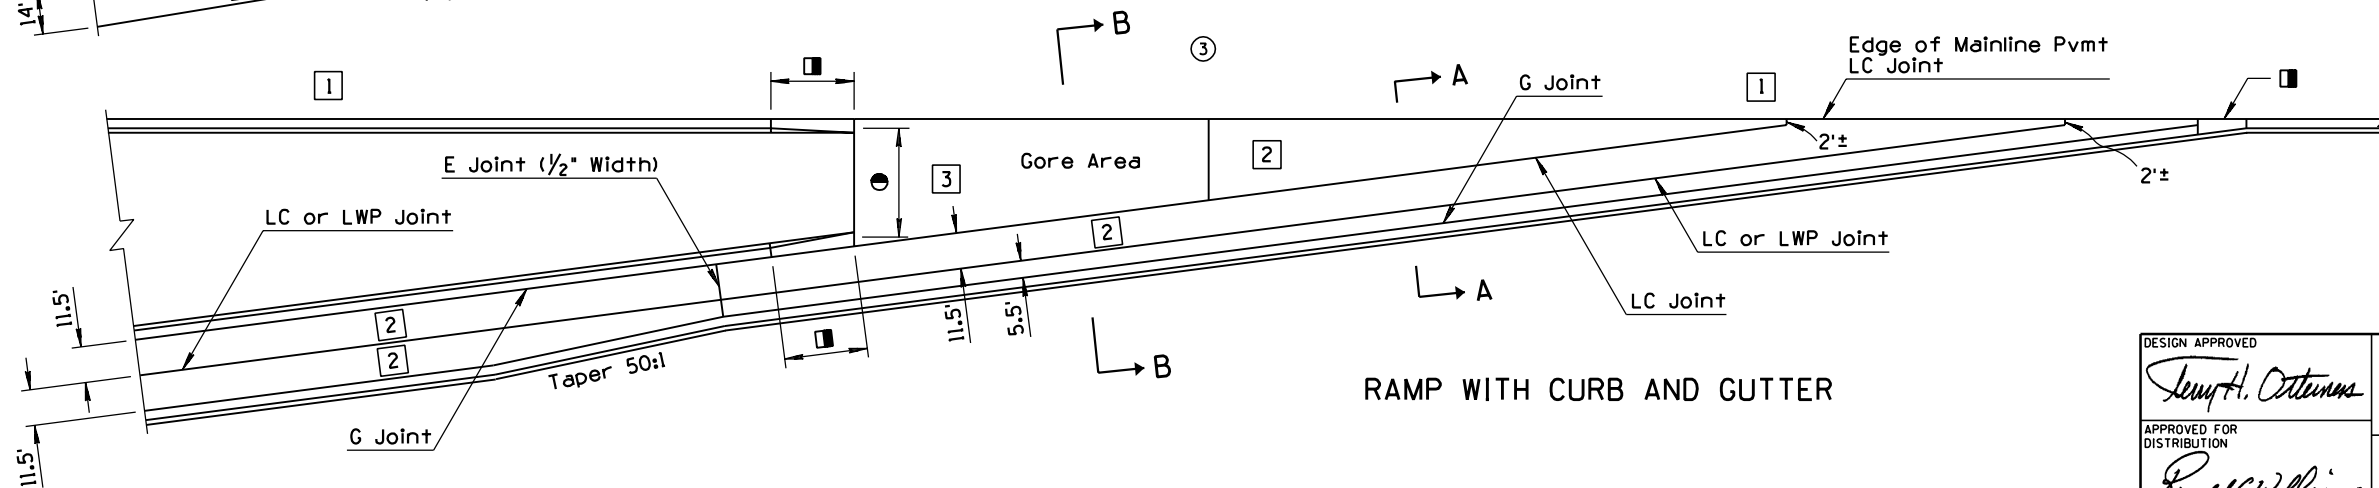 14'
B
3
Edge of Mainline Pvmt
LC Joint
1
A
G Joint
1
2'±
E Joint (1/2" Width)
3
Gore Area
2
2'±
LC or LWP Joint
2
LC or LWP Joint
11.5'
2
11.5'
5.5'
A
LC Joint
2
Taper 50:1
B
RAMP WITH CURB AND GUTTER
G Joint
11.5'
DESIGN APPROVED
APPROVED FOR
DISTRIBUTION